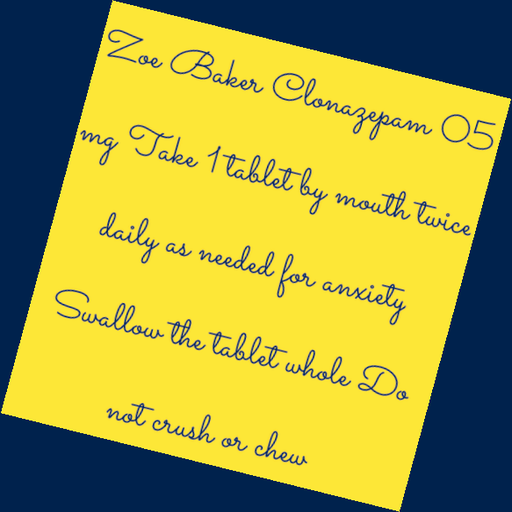 Zoe Baker Clonazepam 05
mg Take 1 tablet by mouth twice
daily as needed for anxiety
Swallow the tablet whole Do
not crush or chew